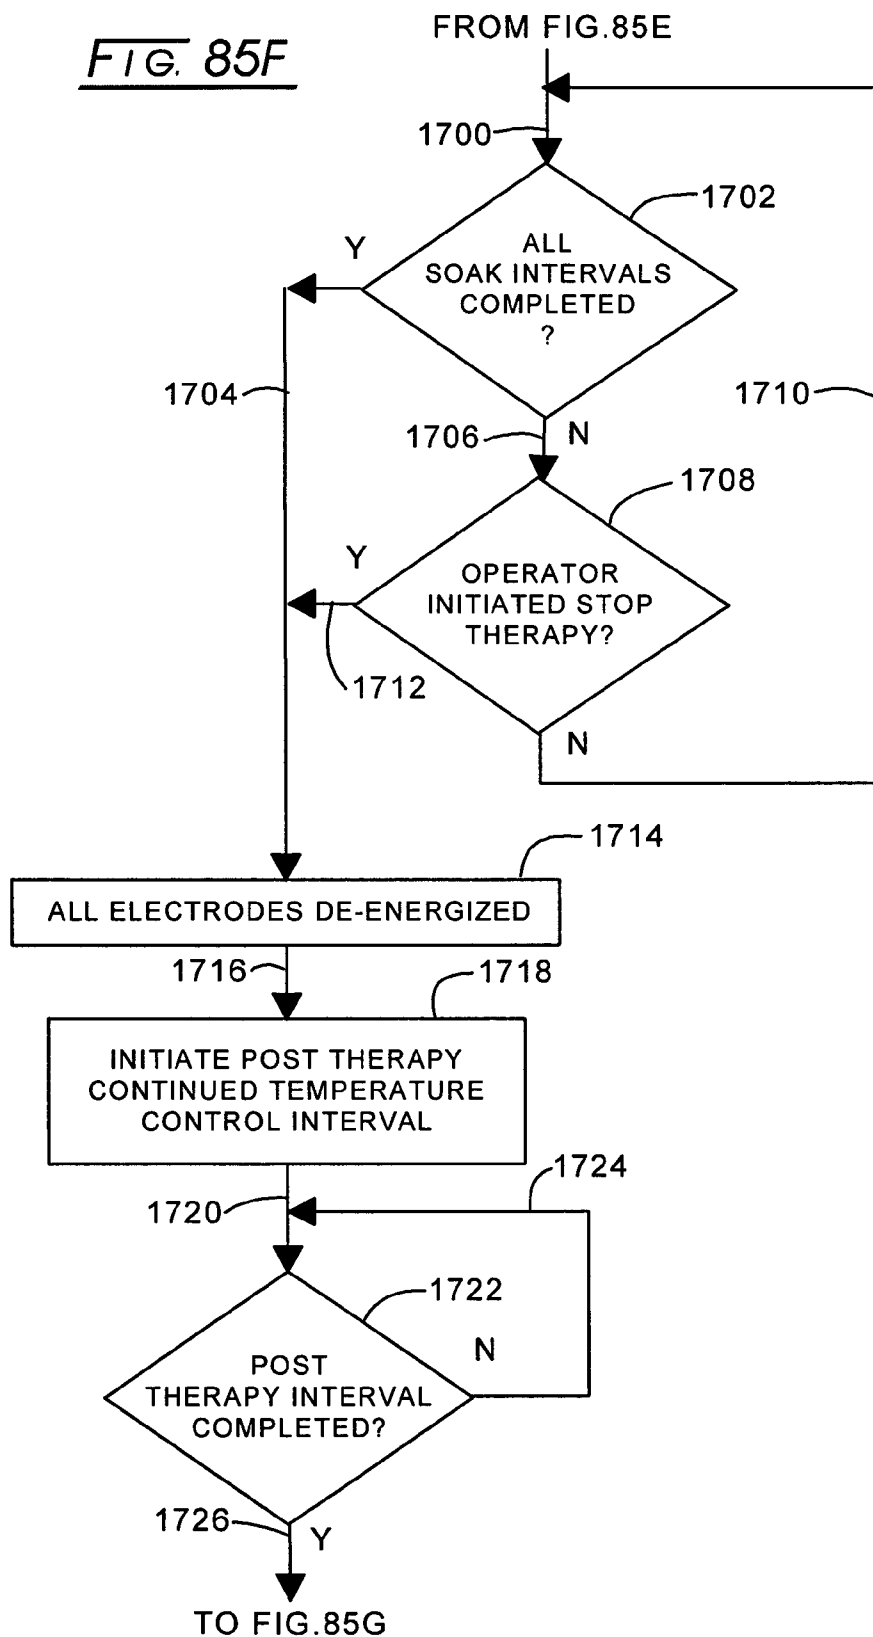 FIG. 85F
FROM FIG.85E
1700
1702
Y
ALL
SOAK INTERVALS
COMPLETED
?
1704
1710
1706
N
1708
Y
OPERATOR
INITIATED STOP
THERAPY?
1712
N
1714
ALL ELECTRODES DE-ENERGIZED
1716
1718
INITIATE POST THERAPY
CONTINUED TEMPERATURE
CONTROL INTERVAL
1724
1720
1722
N
POST
THERAPY INTERVAL
COMPLETED?
1726
Y
TO FIG.85G